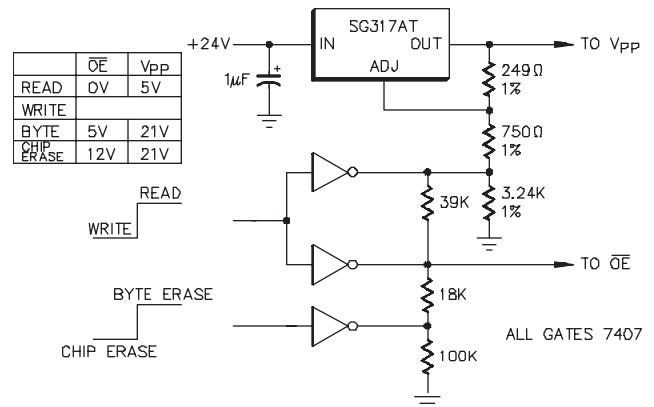 SG317AT
+24V
IN
OUT
ADJ
TO VPP
1µF
+
249Ω
1%
750Ω
1%
3.24K
1%
OE VPP
READ 0V 5V
WRITE
BYTE 5V 21V
CHIP ERASE 12V 21V
READ
WRITE
39K
TO OE
18K
BYTE ERASE
CHIP ERASE
100K
ALL GATES 7407